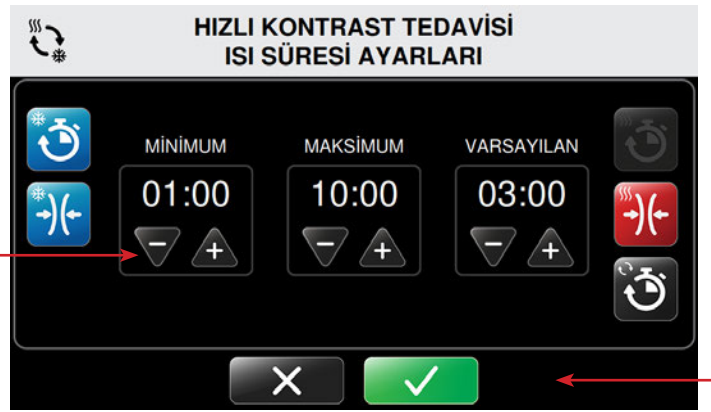 HIZLI KONTRAST TEDAVİSİ
ISI SÜRESİ AYARLARI
MİNİMUM MAKSİMUM VARSAYILAN
01:00 10:00 03:00